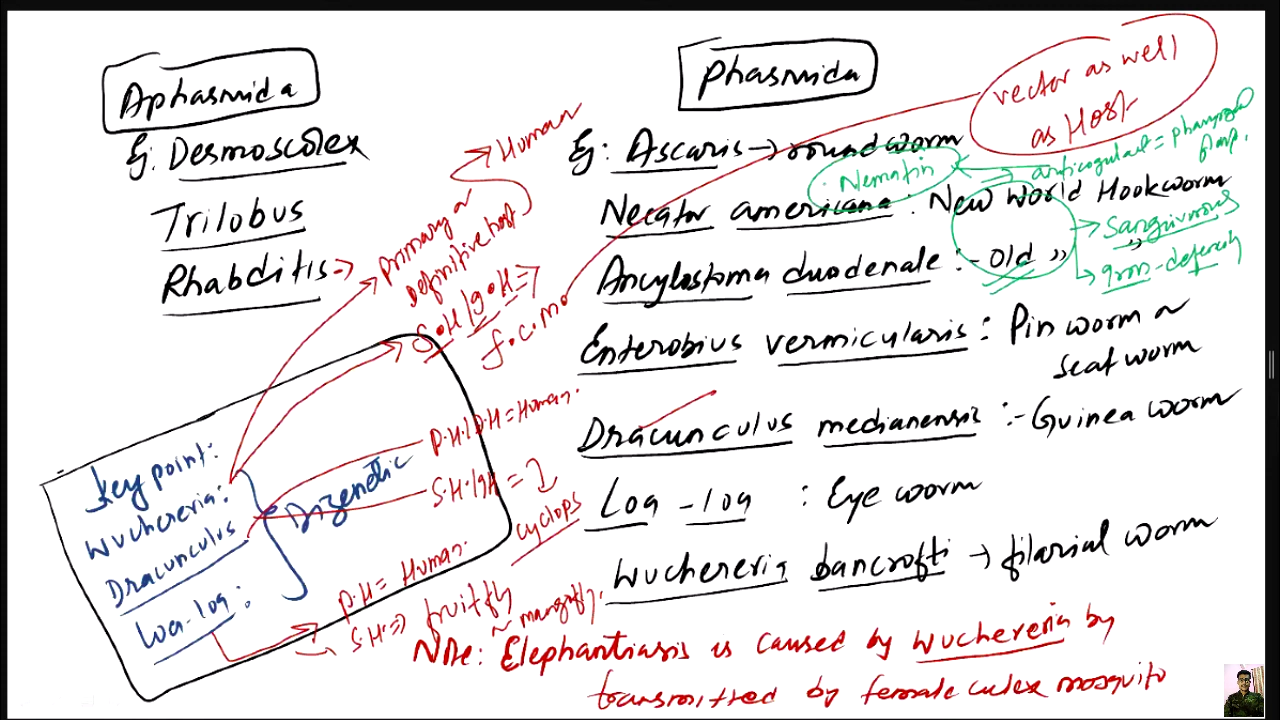 Aphasmida
Eg: Desmoscolex
Trilobus
Rhabditis
Phasmida
Eg: Ascaris → round worm
Necator americana : New World Hookworm
Ancylostoma duodenale :- Old " "
Enterobius vermicularis : Pin worm or
seat worm
Dracunculus medianensis :- Guinea worm
Loa - loa : Eye worm
Wuchereria bancrofti → filarial worm
vector as well
as Host
Nematin
anticogulant = pharyngeal
Sanguivorous
iron-deficiency
primary or
definitive host
Human
S.H/I.H =>
f.c.m.
Key point:
Wuchereria:
Dracunculus
Loa-loa:
Digenetic
P.H./D.H = Human.
S.H./IH =
cyclops
P.H = Human.
S.H. => fruitfly
~ mangofly.
Note: Elephantiasis is caused by Wuchereria by
transmitted by female culex mosquito